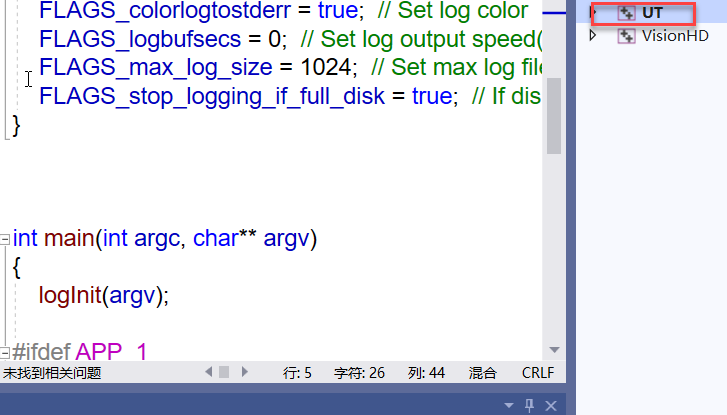 FLAGS_colorlogtostderr = true;  // Set log color
FLAGS_logbufsecs = 0;  // Set log output speed(
FLAGS_max_log_size = 1024;  // Set max log file
FLAGS_stop_logging_if_full_disk = true;  // If dis
}
int main(int argc, char** argv)
{
logInit(argv);
#ifdef APP_1
未找到相关问题
行: 5
字符: 26
列: 44
混合
CRLF
UT
VisionHD